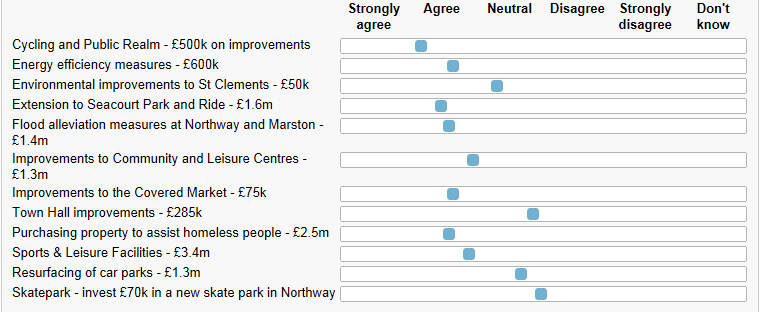 Strongly agree Agree Neutral Disagree Strongly disagree Don't know
Cycling and Public Realm - £500k on improvements
Energy efficiency measures - £600k
Environmental improvements to St Clements - £50k
Extension to Seacourt Park and Ride - £1.6m
Flood alleviation measures at Northway and Marston -
£1.4m
Improvements to Community and Leisure Centres -
£1.3m
Improvements to the Covered Market - £75k
Town Hall improvements - £285k
Purchasing property to assist homeless people - £2.5m
Sports & Leisure Facilities - £3.4m
Resurfacing of car parks - £1.3m
Skatepark - invest £70k in a new skate park in Northway